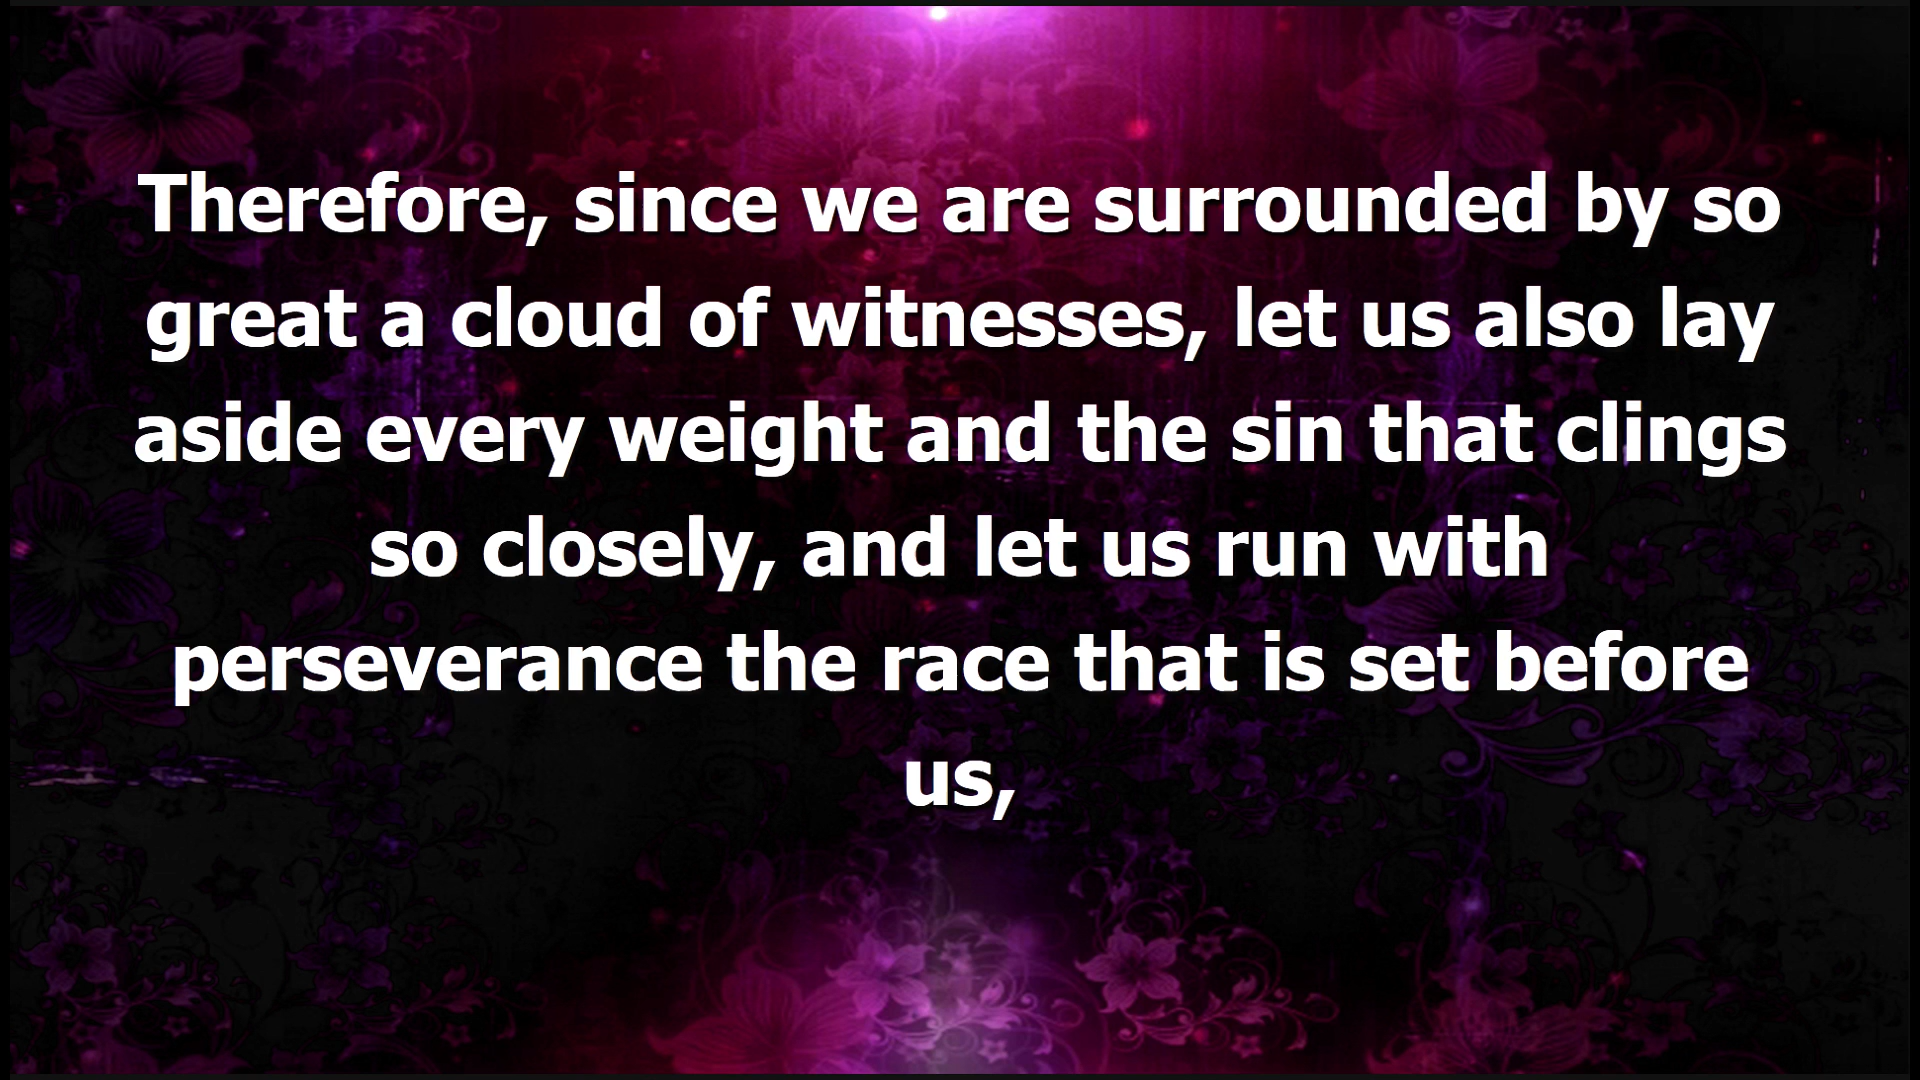 Therefore, since we are surrounded by so
great a cloud of witnesses, let us also lay
aside every weight and the sin that clings
so closely, and let us run with
perseverance the race that is set before
us,